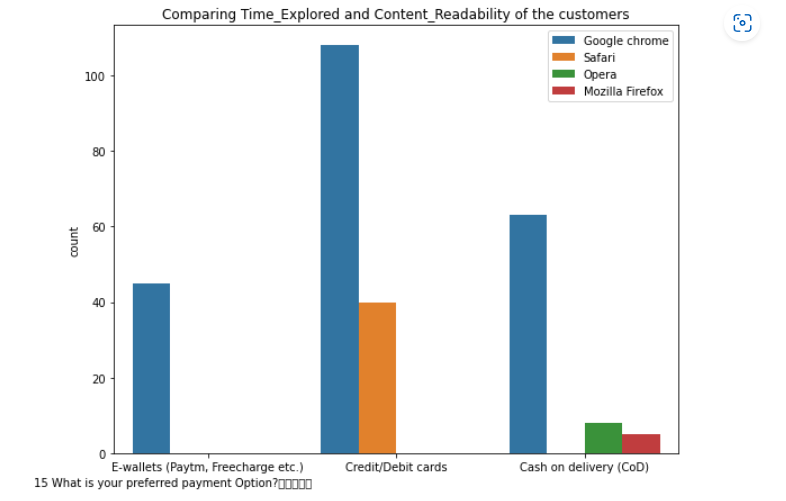 Comparing Time_Explored and Content_Readability of the customers
Google chrome
Safari
Opera
Mozilla Firefox
100
80
60
40
20
0
count
E-wallets (Paytm, Freecharge etc.)
Credit/Debit cards
Cash on delivery (CoD)
15 What is your preferred payment Option?▯▯▯▯▯